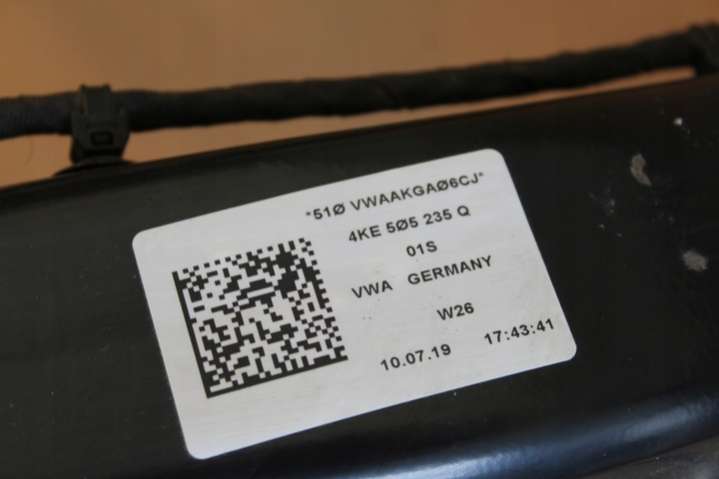 *51Ø VWAAKGAØ6CJ*
4KE 5Ø5 235 Q
01S
VWA GERMANY
W26
10.07.19 17:43:41